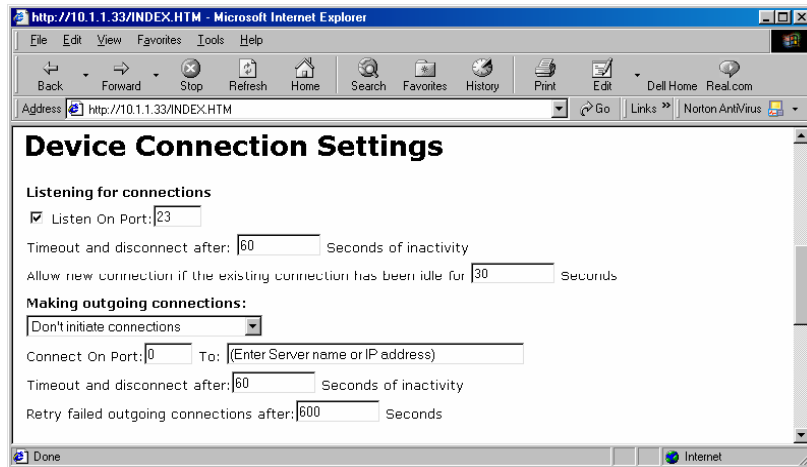 http://10.1.1.33/INDEX.HTM - Microsoft Internet Explorer
File Edit View Favorites Tools Help
Back Forward Stop Refresh Home Search Favorites History Print Edit Dell Home Real.com
Address http://10.1.1.33/INDEX.HTM Go Links » Norton AntiVirus
Device Connection Settings
Listening for connections
Listen On Port: 23
Timeout and disconnect after: 60 Seconds of inactivity
Allow new connection if the existing connection has been idle for 30 Seconds
Making outgoing connections:
Don't initiate connections
Connect On Port: 0 To: (Enter Server name or IP address)
Timeout and disconnect after: 60 Seconds of inactivity
Retry failed outgoing connections after: 600 Seconds
Done Internet